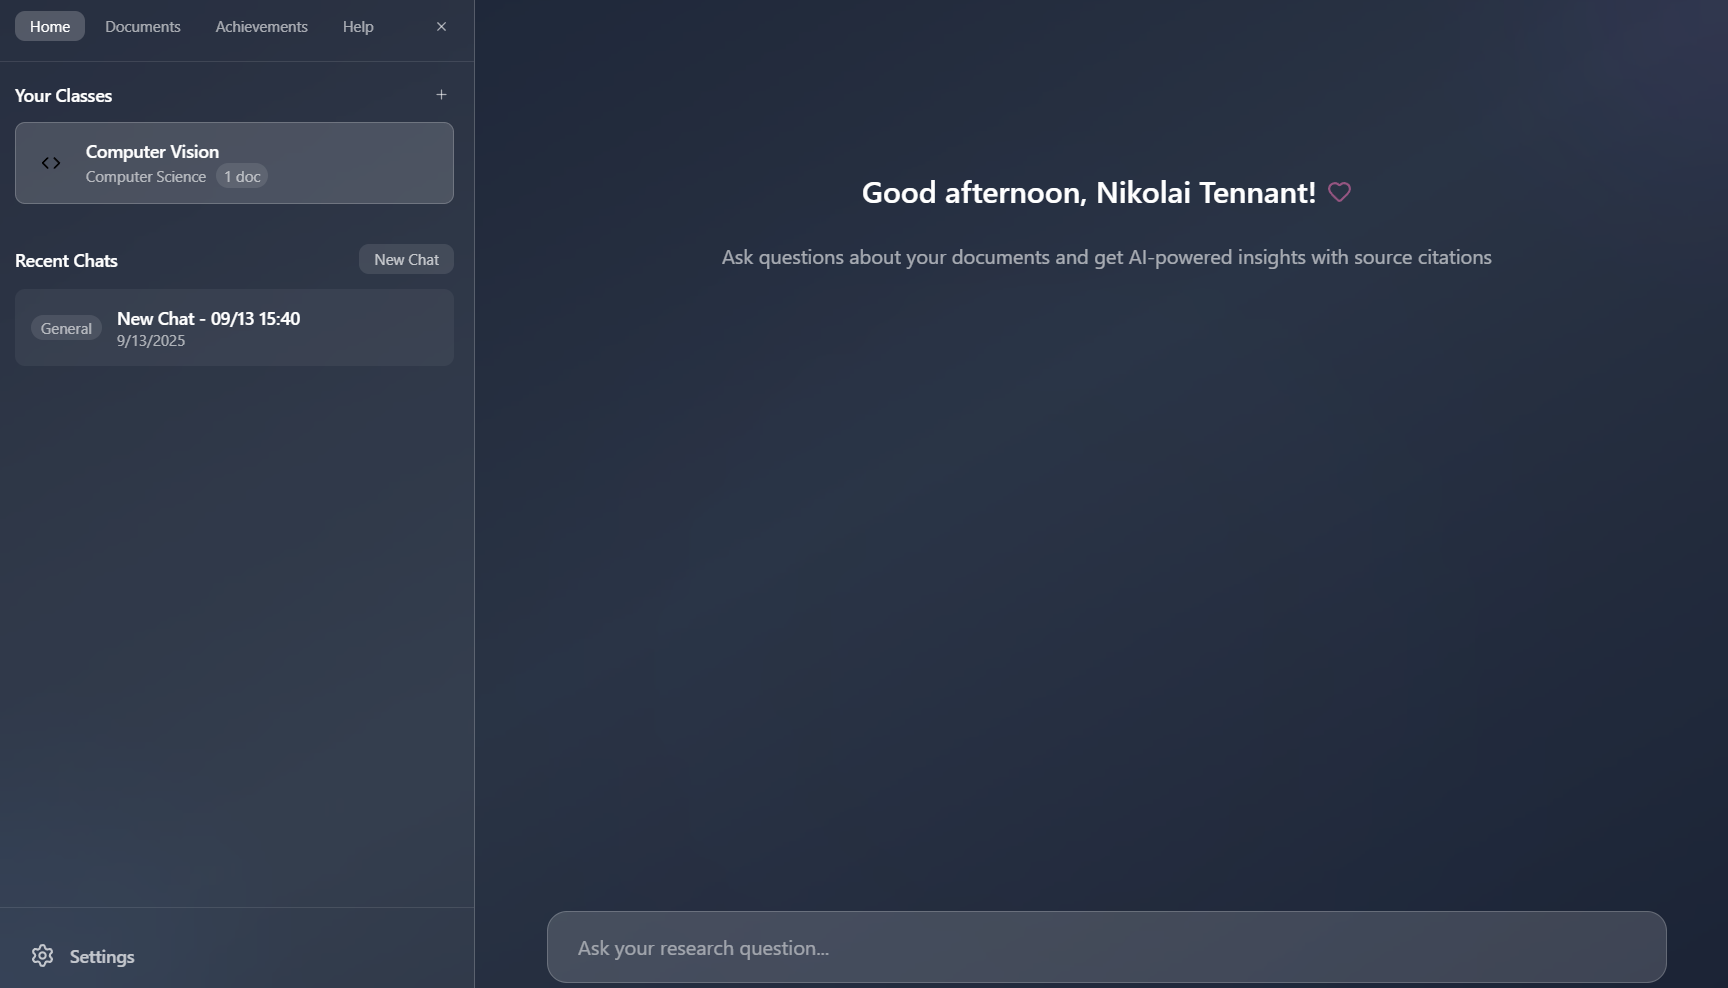 Home Documents Achievements Help
Your Classes
Computer Vision
Computer Science 1 doc
Recent Chats New Chat
General
New Chat - 09/13 15:40
9/13/2025
Settings
Good afternoon, Nikolai Tennant!
Ask questions about your documents and get AI-powered insights with source citations
Ask your research question...